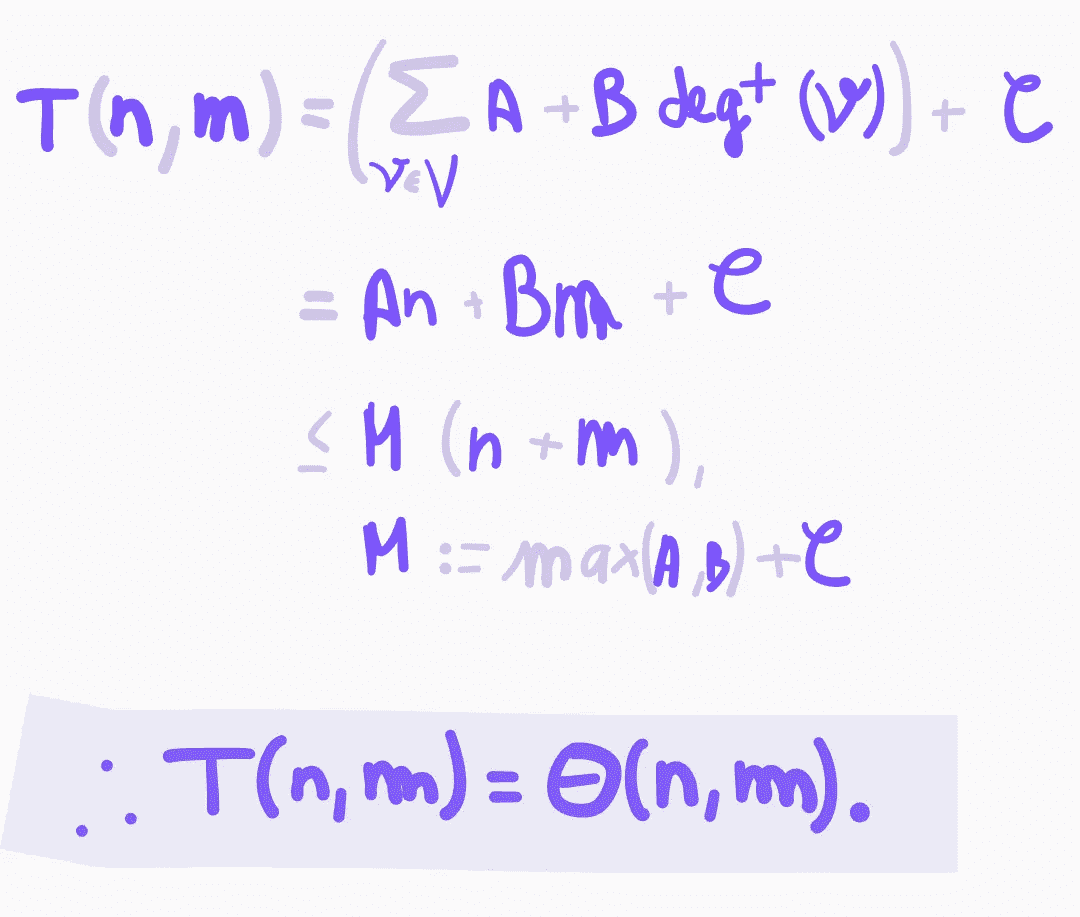 T(n, m) = (∑ A + B deg⁺ (v)) + C
v∈V
= An + Bm + C
≤ M (n + m),
M := max(A, B) + C
∴ T(n, m) = Θ(n, m).